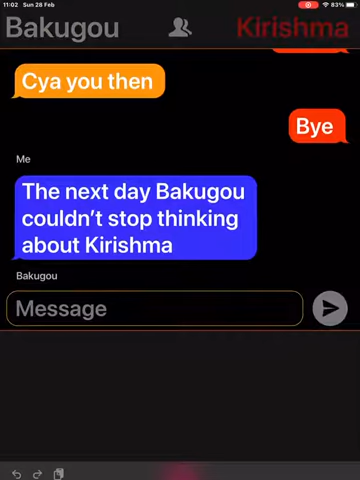 11:02 Sun 28 Feb 83%
Bakugou Kirishma
Cya you then
Bye
Me
The next day Bakugou
couldn't stop thinking
about Kirishma
Bakugou
Message